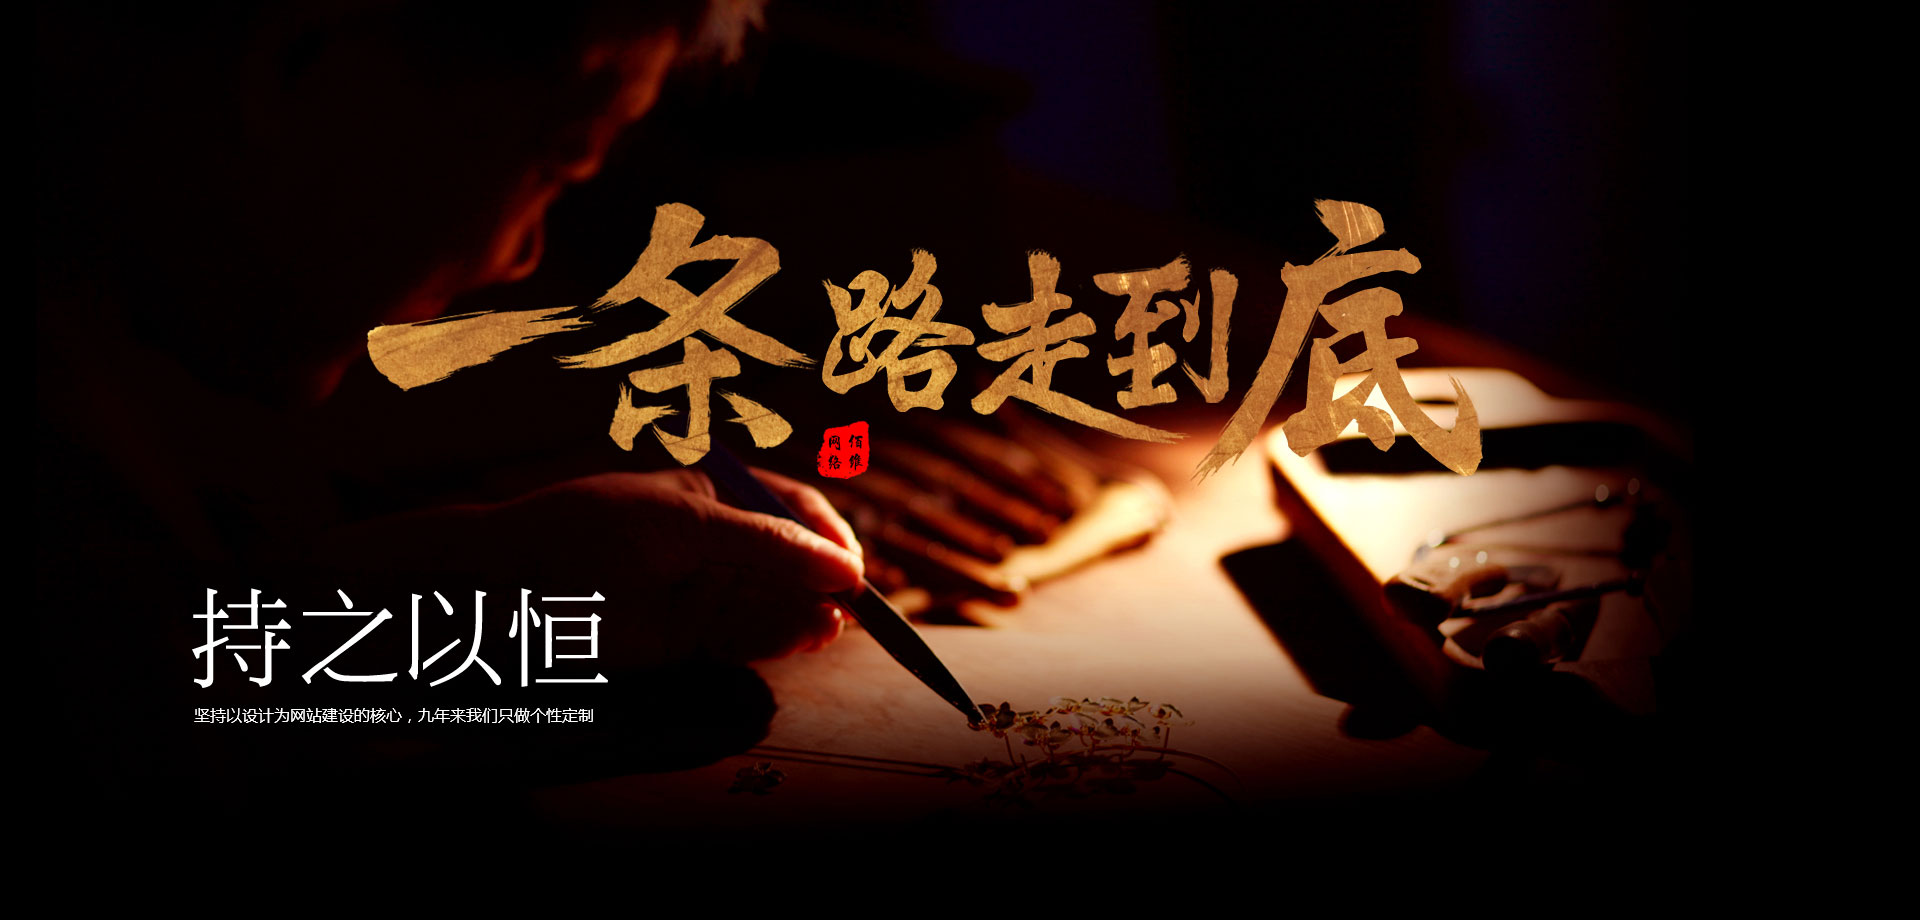 一条路走到底
佰维
网络
持之以恒
坚持以设计为网站建设的核心，九年来我们只做个性定制